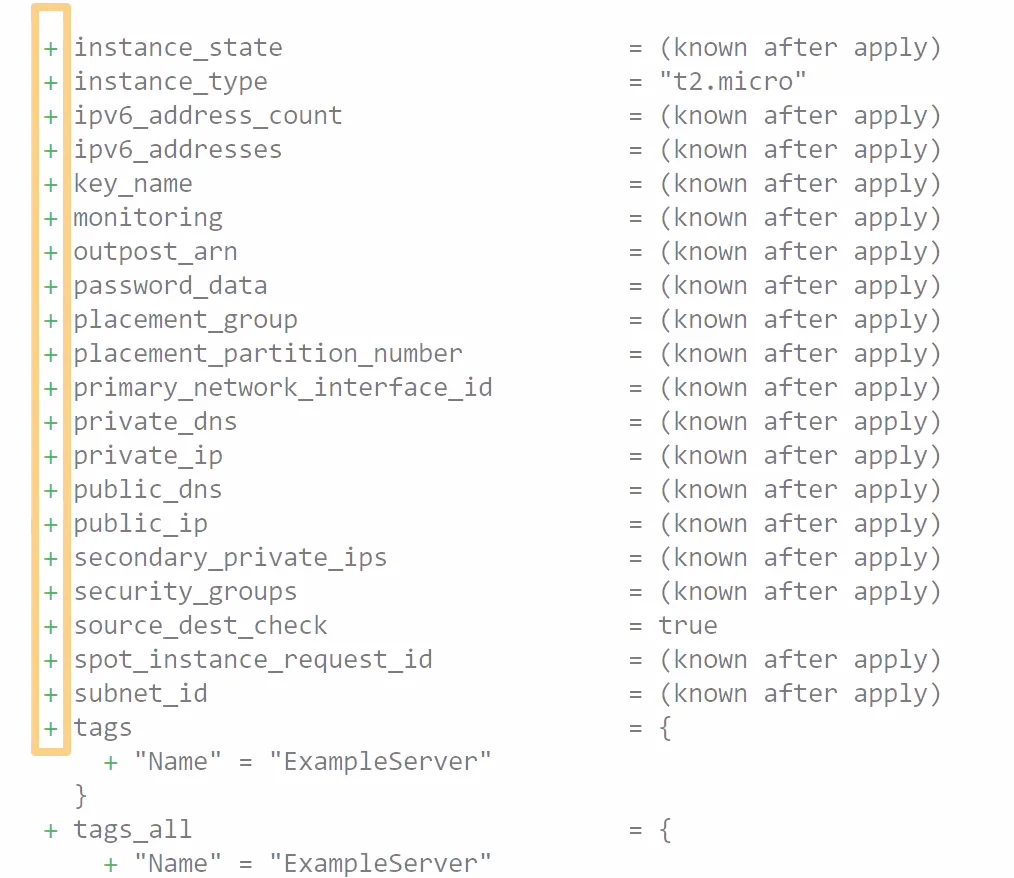 + instance_state = (known after apply)
+ instance_type = "t2.micro"
+ ipv6_address_count = (known after apply)
+ ipv6_addresses = (known after apply)
+ key_name = (known after apply)
+ monitoring = (known after apply)
+ outpost_arn = (known after apply)
+ password_data = (known after apply)
+ placement_group = (known after apply)
+ placement_partition_number = (known after apply)
+ primary_network_interface_id = (known after apply)
+ private_dns = (known after apply)
+ private_ip = (known after apply)
+ public_dns = (known after apply)
+ public_ip = (known after apply)
+ secondary_private_ips = (known after apply)
+ security_groups = (known after apply)
+ source_dest_check = true
+ spot_instance_request_id = (known after apply)
+ subnet_id = (known after apply)
+ tags = {
+ "Name" = "ExampleServer"
}
+ tags_all = {
+ "Name" = "ExampleServer"